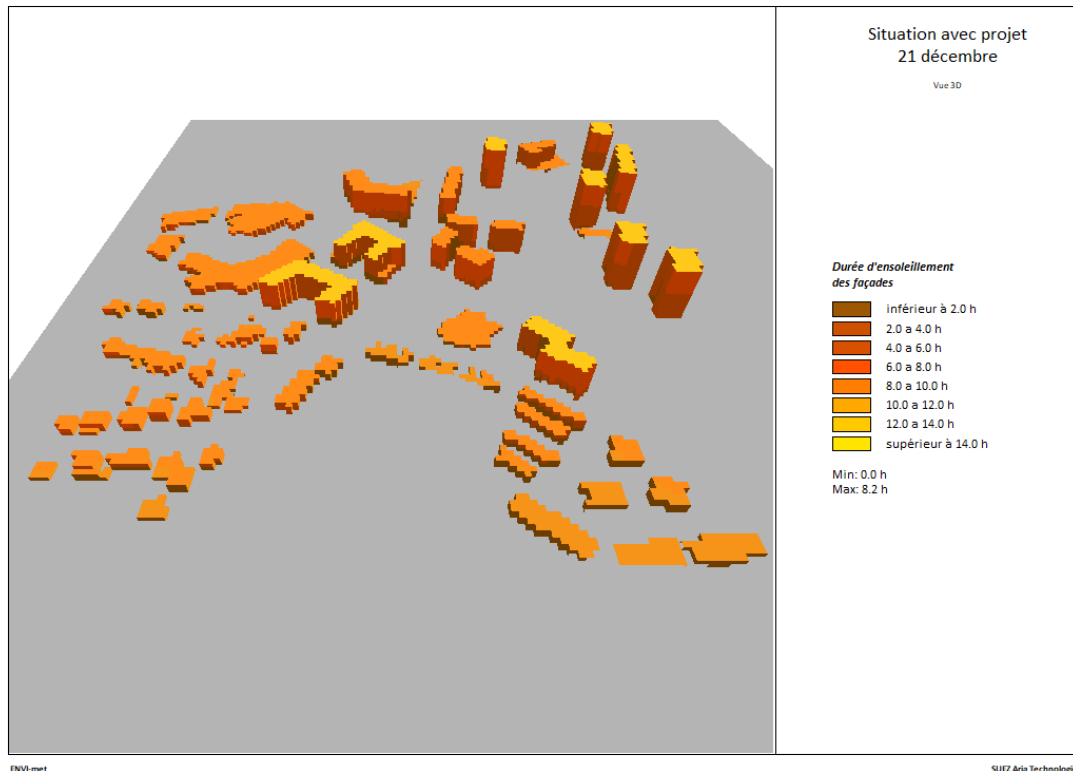 Situation avec projet
21 décembre
Vue 3D
Durée d'ensoleillement
des façades
inférieur à 2.0 h
2.0 a 4.0 h
4.0 a 6.0 h
6.0 a 8.0 h
8.0 a 10.0 h
10.0 a 12.0 h
12.0 a 14.0 h
supérieur à 14.0 h
Min: 0.0 h
Max: 8.2 h
ENVI-met
SUEZ Aria